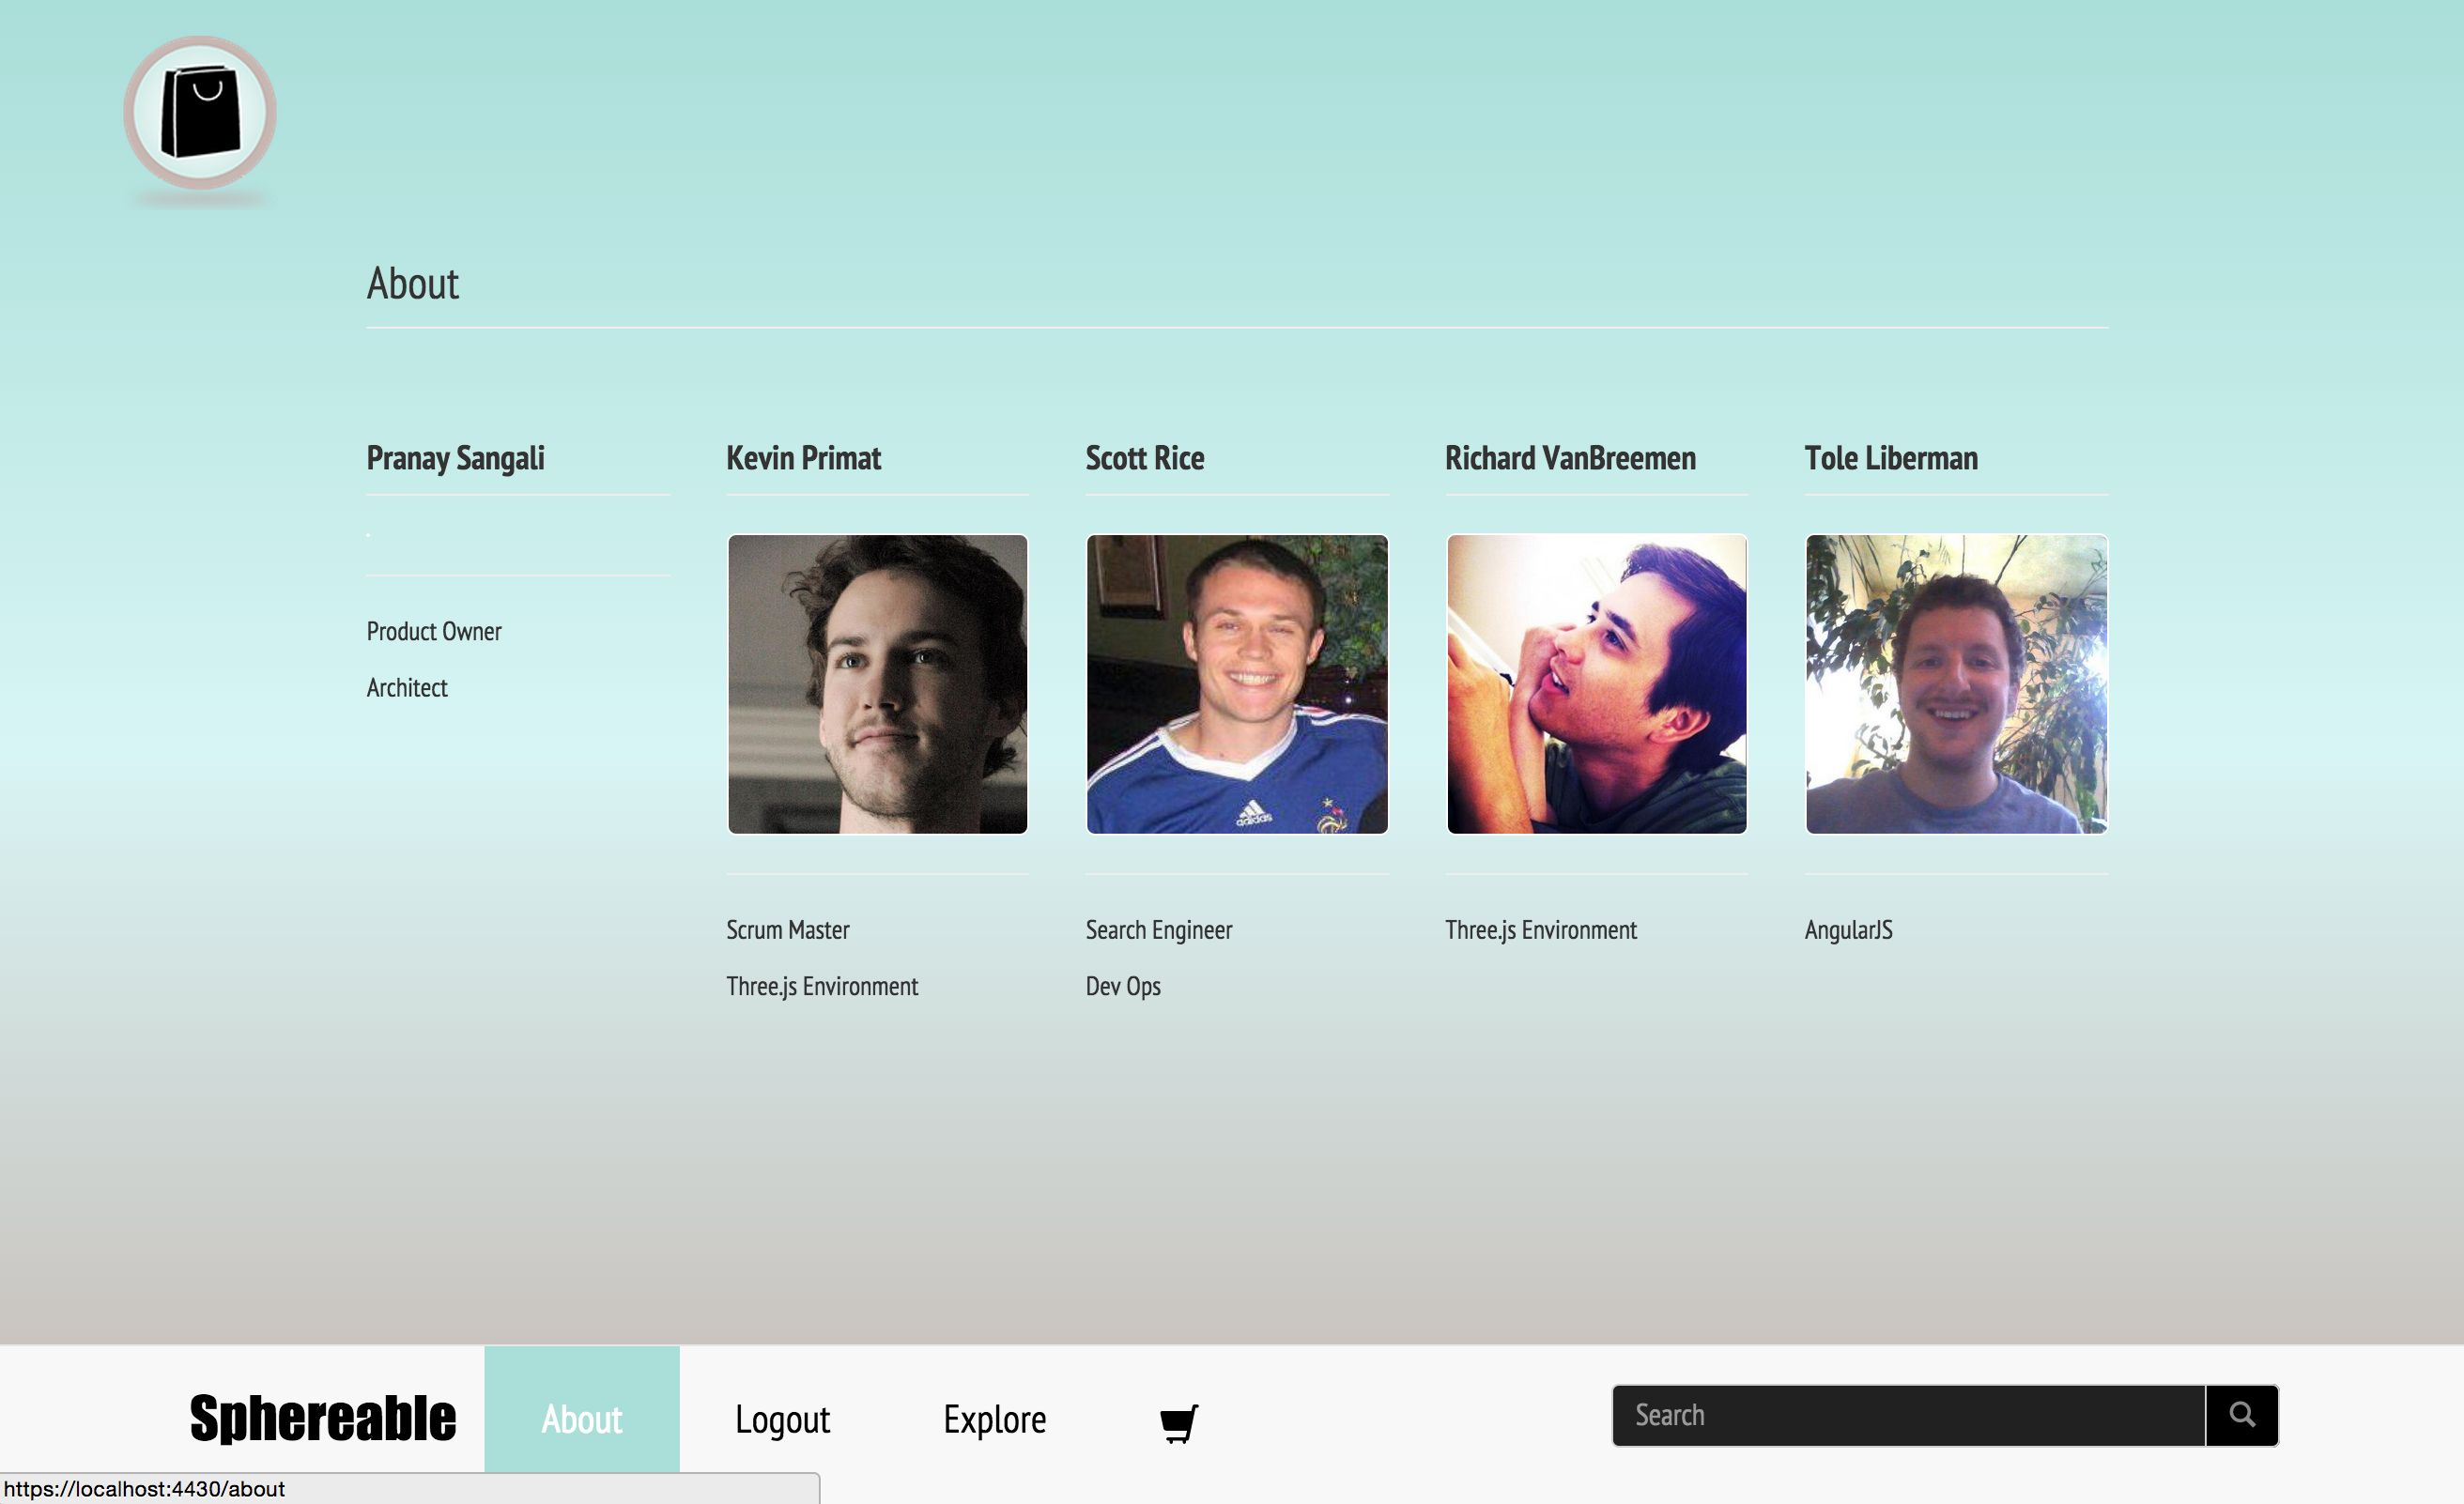 About
Pranay Sangali
Kevin Primat
Scott Rice
Richard VanBreemen
Tole Liberman
adidas
Product Owner
Architect
Scrum Master
Three.js Environment
Search Engineer
Dev Ops
Three.js Environment
AngularJS
Sphereable
About
Logout
Explore
Search
https://localhost:4430/about